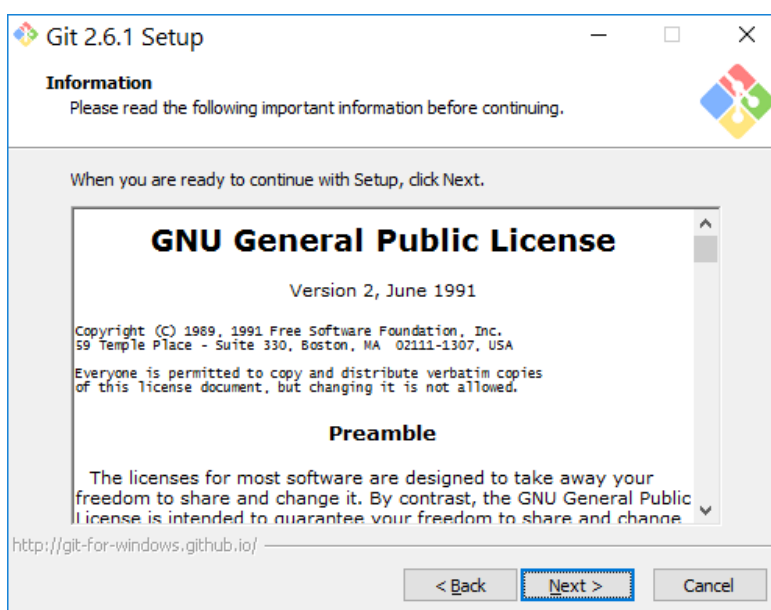 Git 2.6.1 Setup
Information
Please read the following important information before continuing.
When you are ready to continue with Setup, click Next.
GNU General Public License
Version 2, June 1991
Copyright (C) 1989, 1991 Free Software Foundation, Inc.
59 Temple Place - Suite 330, Boston, MA  02111-1307, USA
Everyone is permitted to copy and distribute verbatim copies
of this license document, but changing it is not allowed.
Preamble
The licenses for most software are designed to take away your
freedom to share and change it. By contrast, the GNU General Public
License is intended to guarantee your freedom to share and change
http://git-for-windows.github.io/
< Back
Next >
Cancel